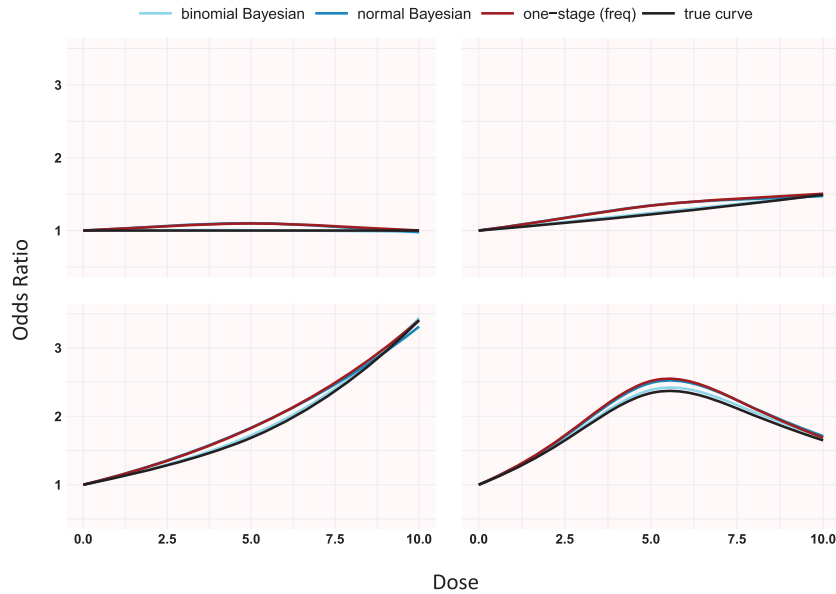 binomial Bayesian normal Bayesian one−stage (freq) true curve
3
2
1
Odds Ratio
3
2
1
0.0 2.5 5.0 7.5 10.0 0.0 2.5 5.0 7.5 10.0
Dose